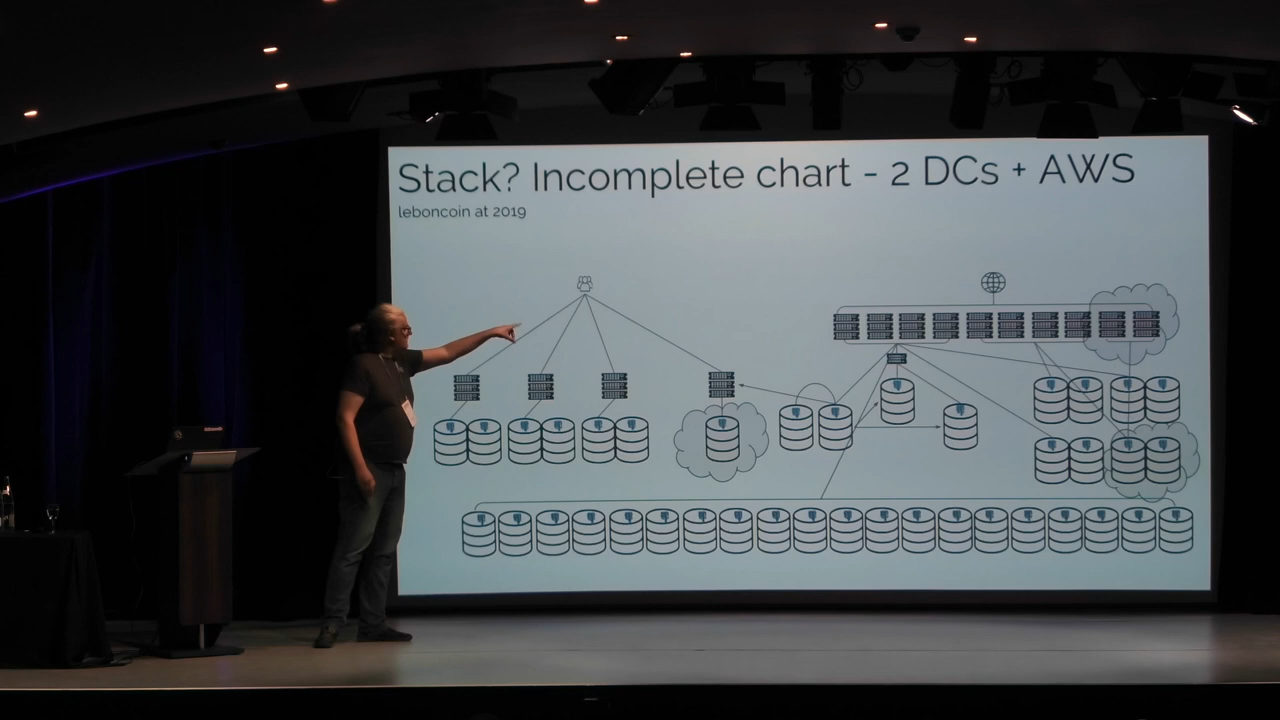 Stack? Incomplete chart - 2 DCs + AWS
leboncoin at 2019